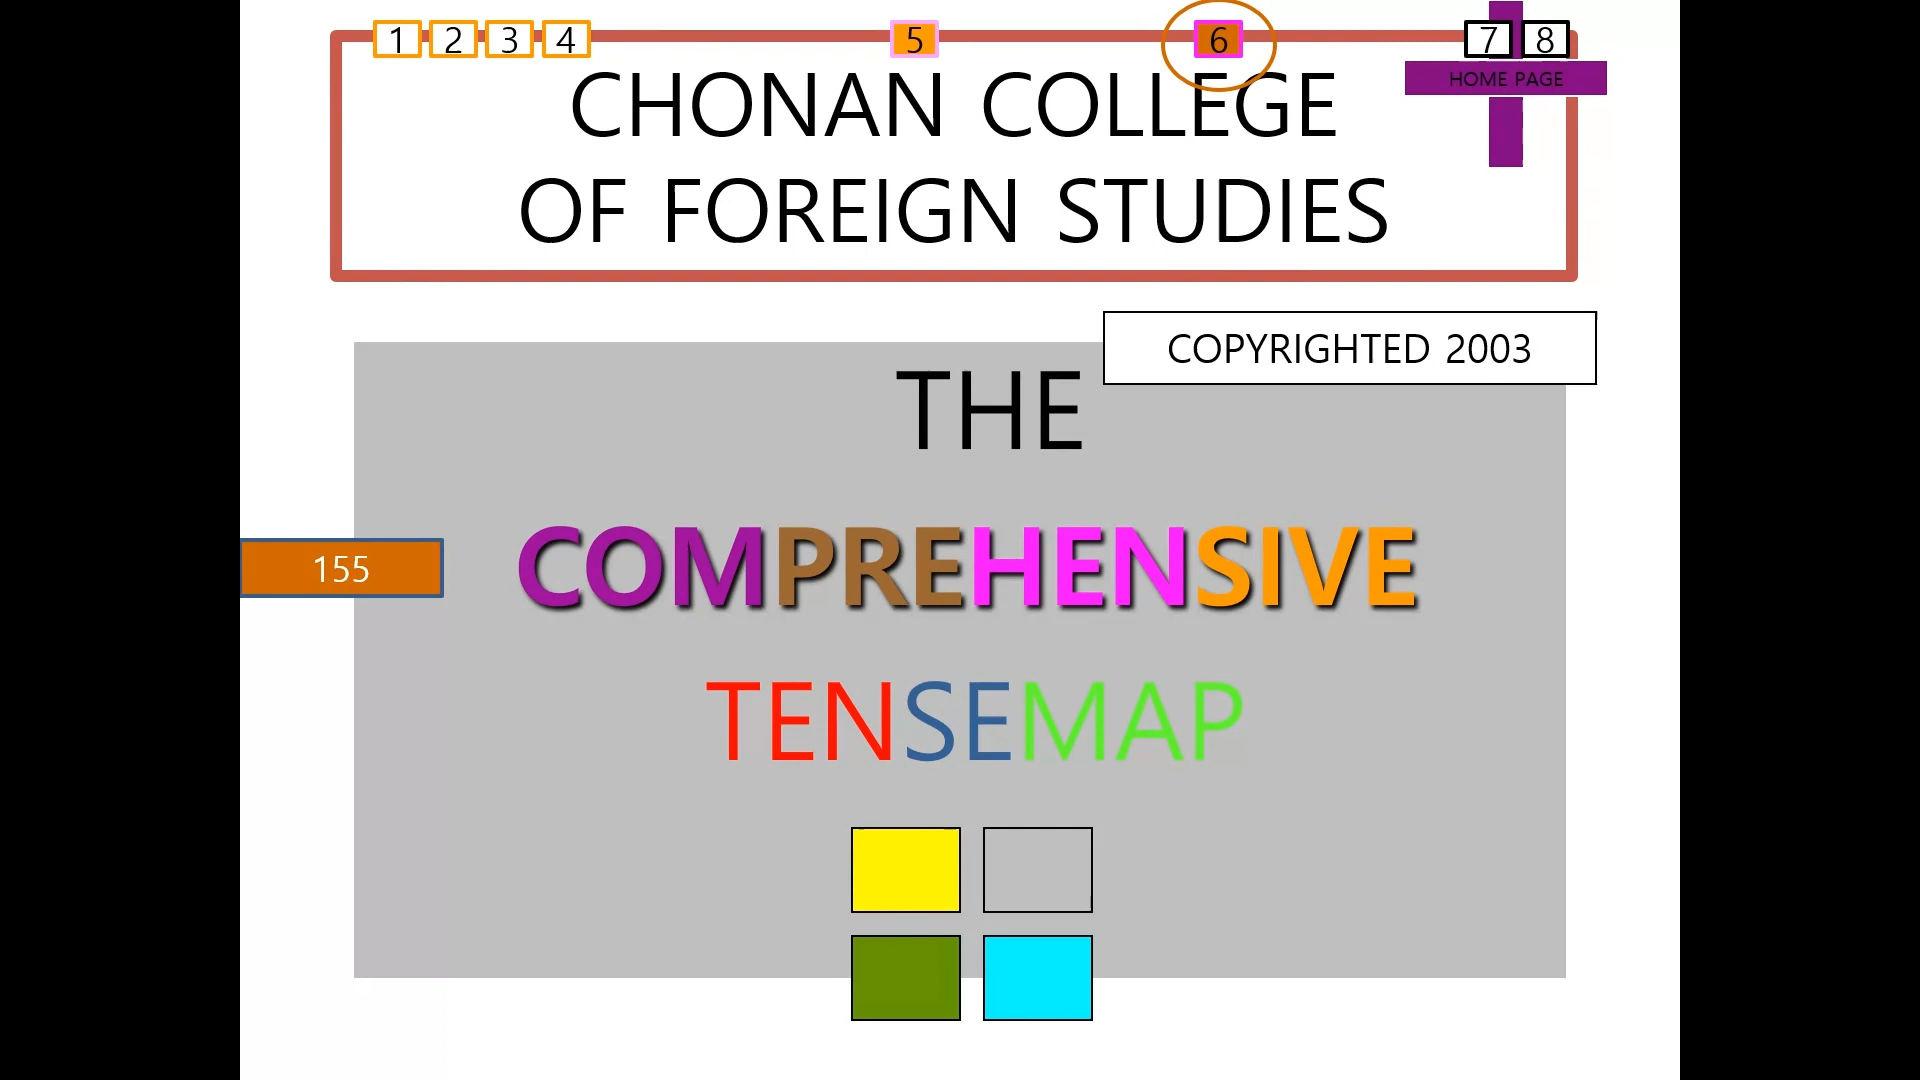 1 2 3 4 5 6 7 8
HOME PAGE
CHONAN COLLEGE
OF FOREIGN STUDIES
COPYRIGHTED 2003
THE
COMPREHENSIVE
155
TENSEMAP